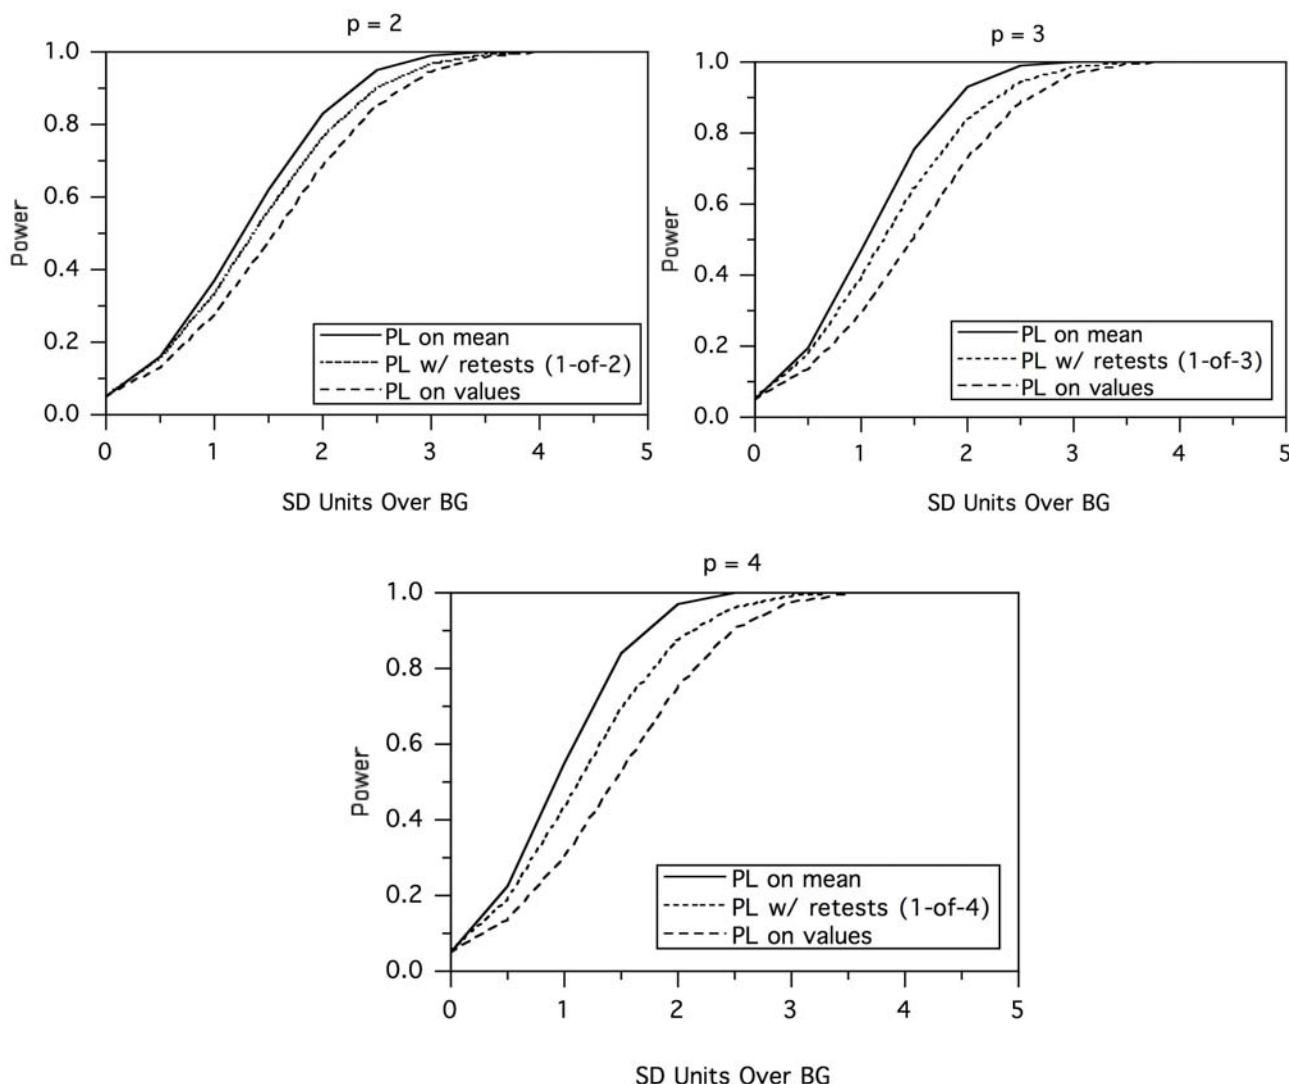 p = 2
1.0
0.8
0.6
0.4
0.2
0.0
Power
PL on mean
PL w/ retests (1-of-2)
PL on values
0 1 2 3 4 5
SD Units Over BG
p = 3
1.0
0.8
0.6
0.4
0.2
0.0
Power
PL on mean
PL w/ retests (1-of-3)
PL on values
0 1 2 3 4 5
SD Units Over BG
p = 4
1.0
0.8
0.6
0.4
0.2
0.0
Power
PL on mean
PL w/ retests (1-of-4)
PL on values
0 1 2 3 4 5
SD Units Over BG